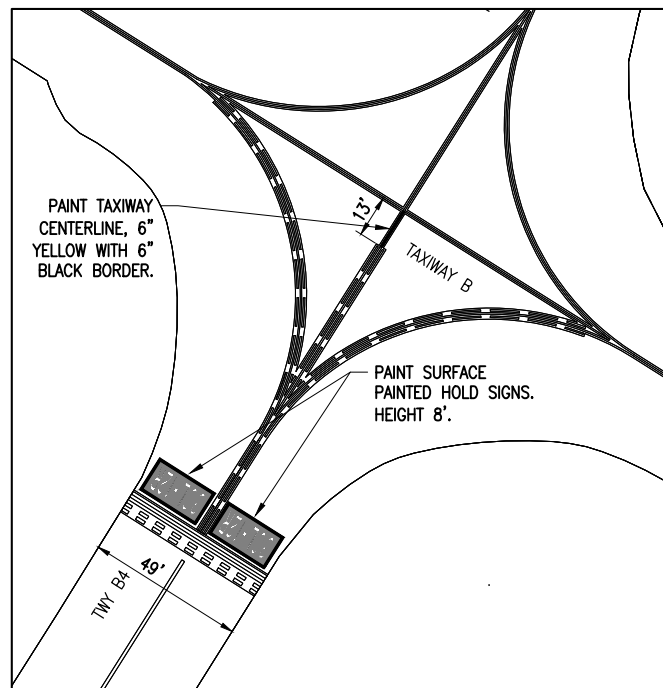 PAINT TAXIWAY
CENTERLINE, 6"
YELLOW WITH 6"
BLACK BORDER.
13'
TAXIWAY B
PAINT SURFACE
PAINTED HOLD SIGNS.
HEIGHT 8'.
49'
TWY B4